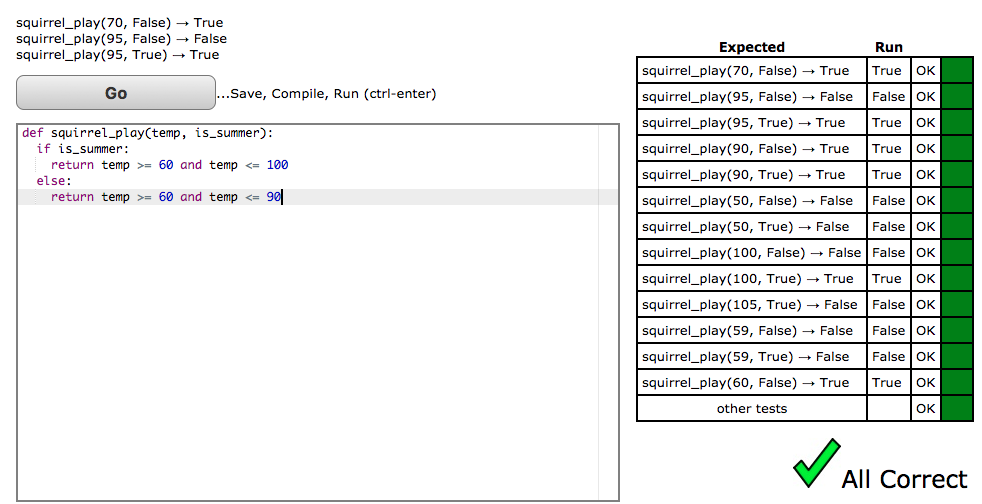 squirrel_play(70, False) → True
squirrel_play(95, False) → False
squirrel_play(95, True) → True
Go ...Save, Compile, Run (ctrl-enter)
def squirrel_play(temp, is_summer):
  if is_summer:
    return temp >= 60 and temp <= 100
  else:
    return temp >= 60 and temp <= 90
Expected Run
squirrel_play(70, False) → True True OK
squirrel_play(95, False) → False False OK
squirrel_play(95, True) → True True OK
squirrel_play(90, False) → True True OK
squirrel_play(90, True) → True True OK
squirrel_play(50, False) → False False OK
squirrel_play(50, True) → False False OK
squirrel_play(100, False) → False False OK
squirrel_play(100, True) → True True OK
squirrel_play(105, True) → False False OK
squirrel_play(59, False) → False False OK
squirrel_play(59, True) → False False OK
squirrel_play(60, False) → True True OK
other tests OK
All Correct